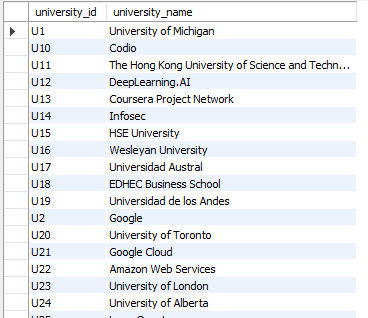 university_id university_name
U1 University of Michigan
U10 Codio
U11 The Hong Kong University of Science and Techn...
U12 DeepLearning.AI
U13 Coursera Project Network
U14 Infosec
U15 HSE University
U16 Wesleyan University
U17 Universidad Austral
U18 EDHEC Business School
U19 Universidad de los Andes
U2 Google
U20 University of Toronto
U21 Google Cloud
U22 Amazon Web Services
U23 University of London
U24 University of Alberta